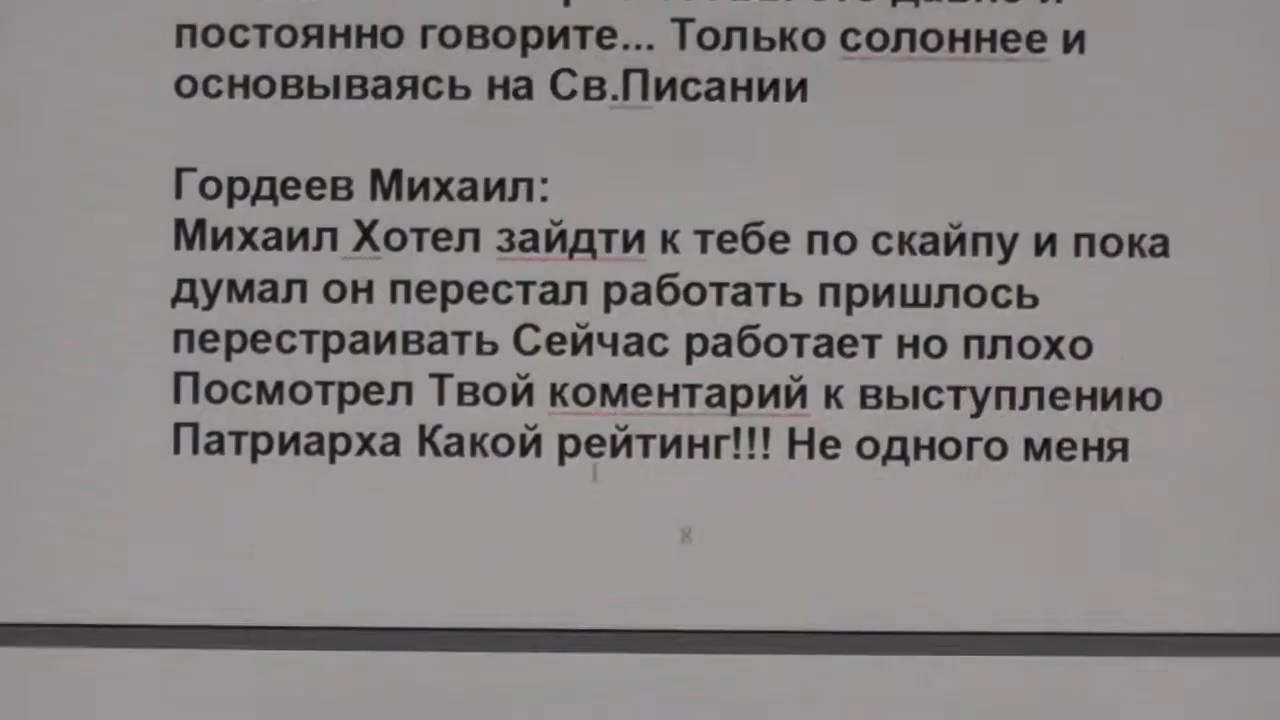 постоянно говорите... Только солоннее и
основываясь на Св.Писании
Гордеев Михаил:
Михаил Хотел зайдти к тебе по скайпу и пока
думал он перестал работать пришлось
перестраивать Сейчас работает но плохо
Посмотрел Твой коментарий к выступлению
Патриарха Какой рейтинг!!! Не одного меня
8